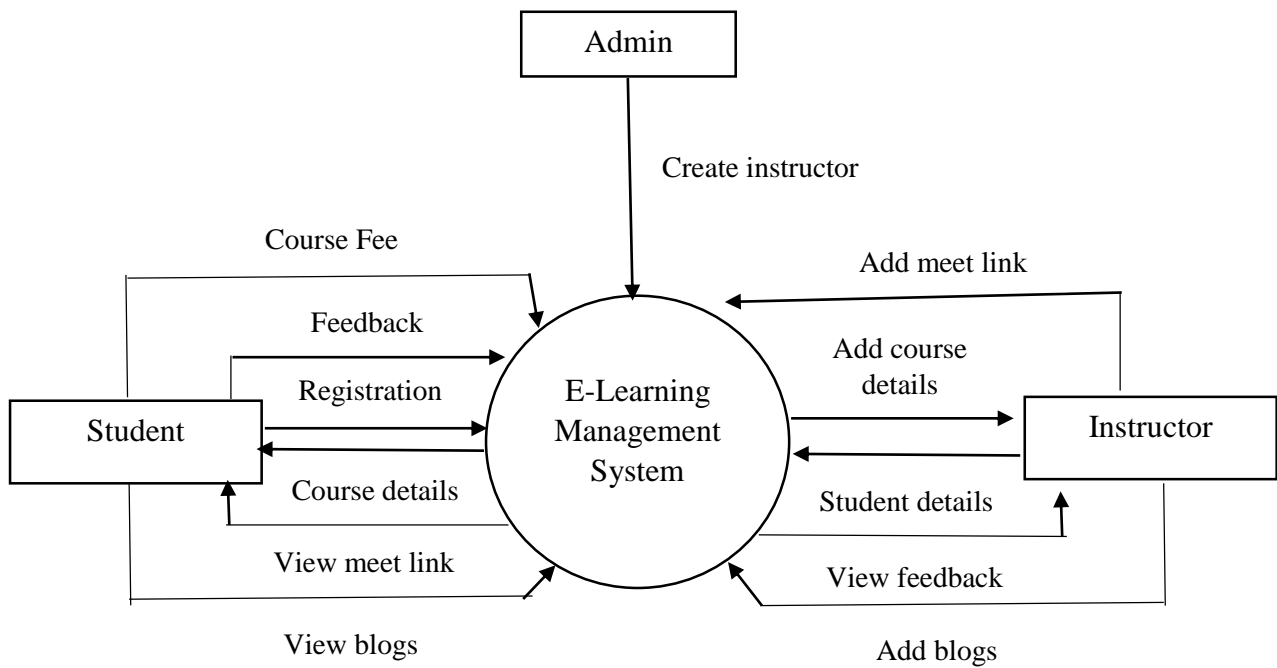 Admin
Create instructor
Course Fee
Add meet link
Feedback
Add course
details
Registration
E-Learning
Management
System
Student
Instructor
Course details
Student details
View meet link
View feedback
View blogs
Add blogs